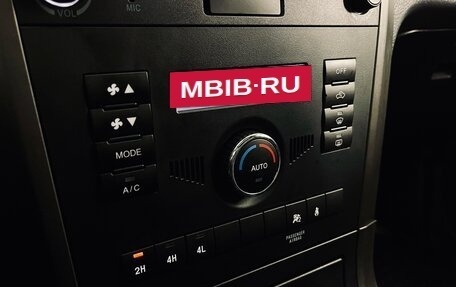 VOL
MIC
MBIB·RU
OFF
MODE
AUTO
A/C
PASSENGER
AIRBAG
2H
4H
4L